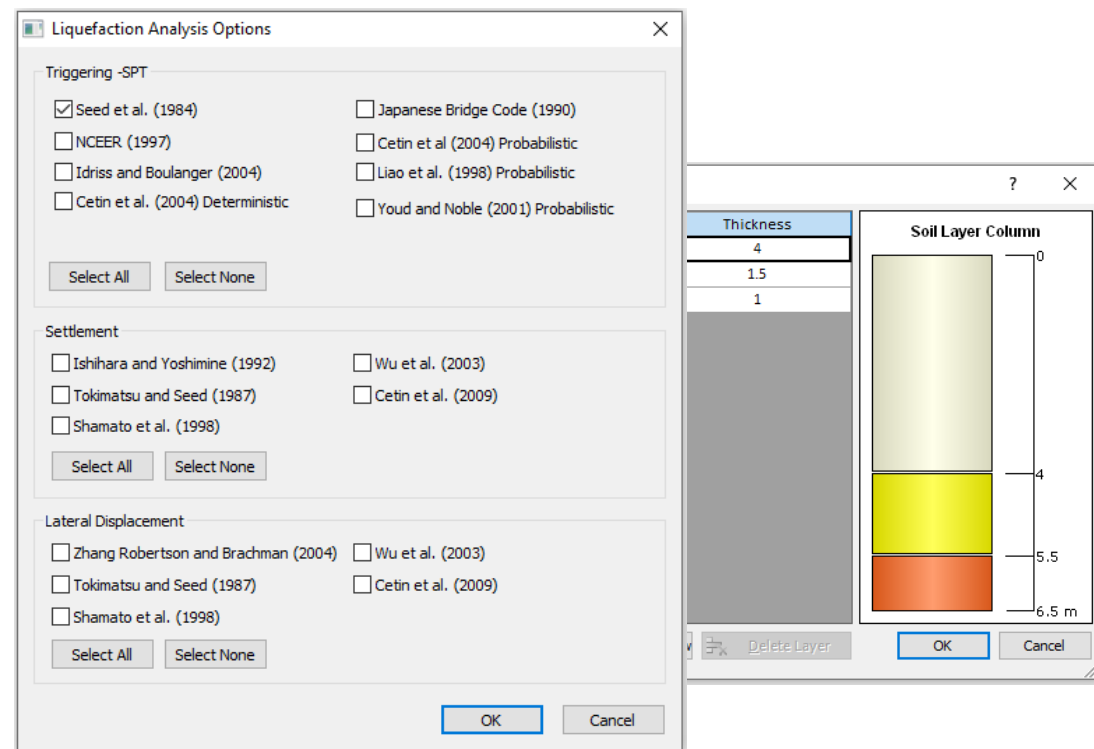 Liquefaction Analysis Options
Triggering -SPT
Seed et al. (1984)
Japanese Bridge Code (1990)
NCEER (1997)
Cetin et al (2004) Probabilistic
Idriss and Boulanger (2004)
Liao et al. (1998) Probabilistic
Cetin et al. (2004) Deterministic
Youd and Noble (2001) Probabilistic
Select All
Select None
Settlement
Ishihara and Yoshimine (1992)
Wu et al. (2003)
Tokimatsu and Seed (1987)
Cetin et al. (2009)
Shamato et al. (1998)
Select All
Select None
Lateral Displacement
Zhang Robertson and Brachman (2004)
Wu et al. (2003)
Tokimatsu and Seed (1987)
Cetin et al. (2009)
Shamato et al. (1998)
Select All
Select None
OK
Cancel
?
Thickness
4
1.5
1
Soil Layer Column
0
4
5.5
6.5 m
Delete Layer
OK
Cancel